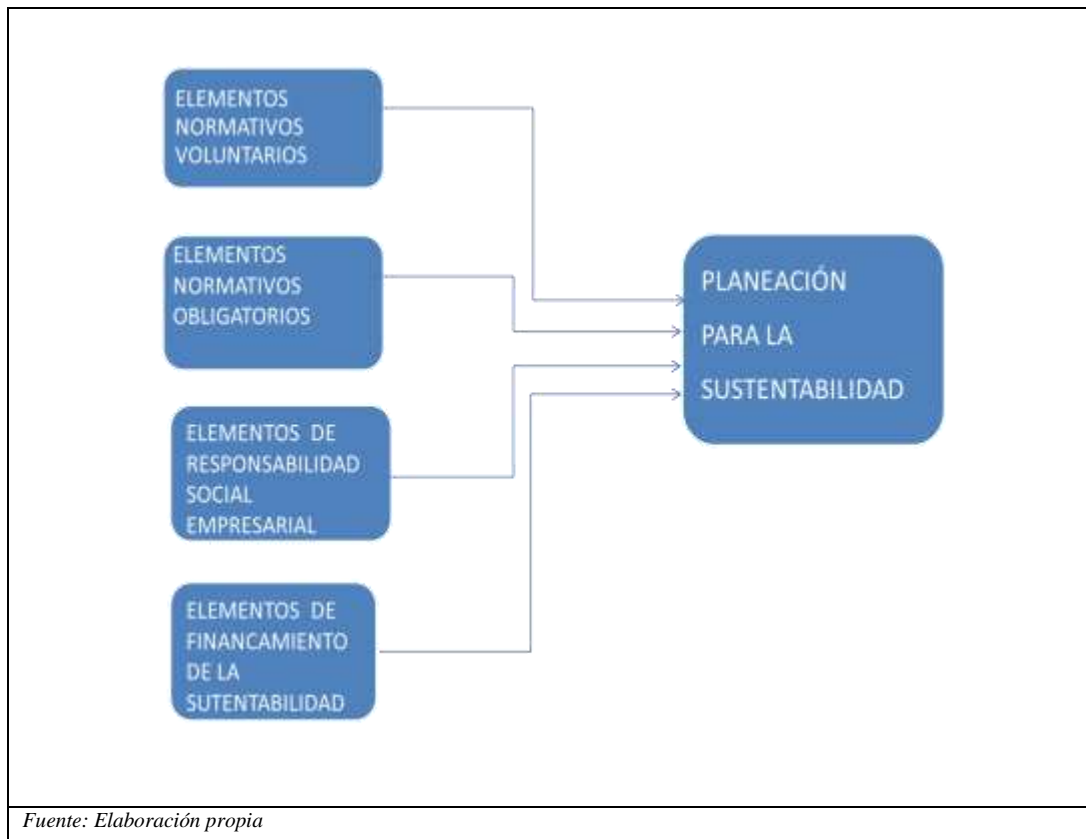 ELEMENTOS
NORMATIVOS
VOLUNTARIOS
ELEMENTOS
NORMATIVOS
OBLIGATORIOS
ELEMENTOS DE
RESPONSABILIDAD
SOCIAL
EMPRESARIAL
ELEMENTOS DE
FINANCAMIENTO
DE LA
SUTENTABILIDAD
PLANEACIÓN
PARA LA
SUSTENTABILIDAD
Fuente: Elaboración propia